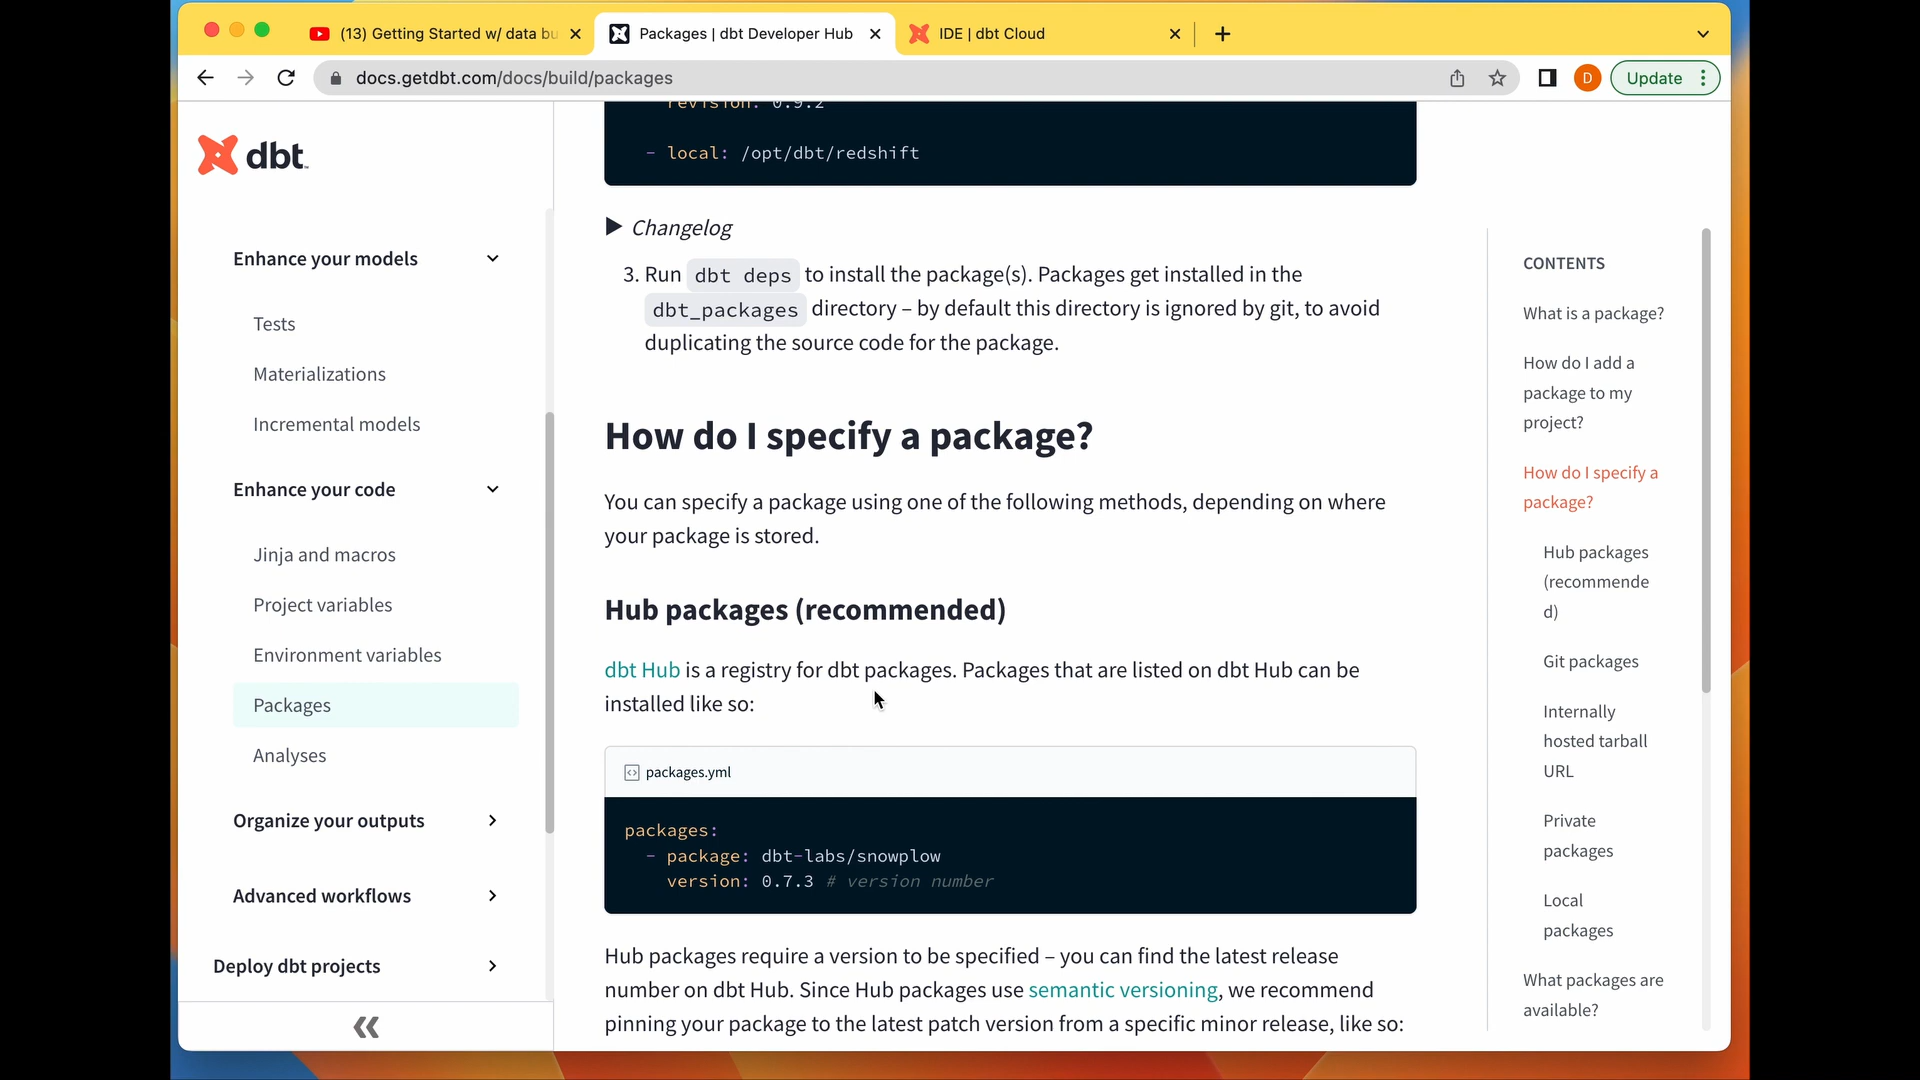 (13) Getting Started w/ data bu
Packages | dbt Developer Hub
IDE | dbt Cloud
docs.getdbt.com/docs/build/packages
D
Update
dbt
Enhance your models
Tests
Materializations
Incremental models
Enhance your code
Jinja and macros
Project variables
Environment variables
Packages
Analyses
Organize your outputs
Advanced workflows
Deploy dbt projects
revision: 0.9.2
- local: /opt/dbt/redshift
Changelog
3. Run dbt deps to install the package(s). Packages get installed in the
dbt_packages directory – by default this directory is ignored by git, to avoid
duplicating the source code for the package.
How do I specify a package?
You can specify a package using one of the following methods, depending on where
your package is stored.
Hub packages (recommended)
dbt Hub is a registry for dbt packages. Packages that are listed on dbt Hub can be
installed like so:
packages.yml
packages:
- package: dbt-labs/snowplow
version: 0.7.3 # version number
Hub packages require a version to be specified – you can find the latest release
number on dbt Hub. Since Hub packages use semantic versioning, we recommend
pinning your package to the latest patch version from a specific minor release, like so:
CONTENTS
What is a package?
How do I add a
package to my
project?
How do I specify a
package?
Hub packages
(recommende
d)
Git packages
Internally
hosted tarball
URL
Private
packages
Local
packages
What packages are
available?